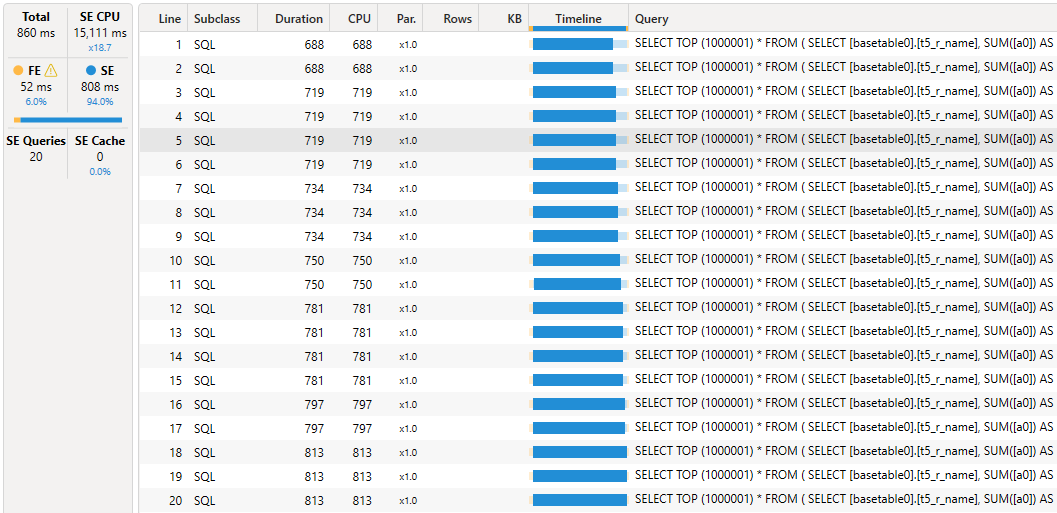 Total SE CPU
860 ms 15,111 ms
x18.7
FE SE
52 ms 808 ms
6.0% 94.0%
SE Queries SE Cache
20 0
0.0%
Line Subclass Duration CPU Par. Rows KB Timeline Query
1 SQL 688 688 x1.0 SELECT TOP (1000001) * FROM ( SELECT [basetable0].[t5_r_name], SUM([a0]) AS
2 SQL 688 688 x1.0 SELECT TOP (1000001) * FROM ( SELECT [basetable0].[t5_r_name], SUM([a0]) AS
3 SQL 719 719 x1.0 SELECT TOP (1000001) * FROM ( SELECT [basetable0].[t5_r_name], SUM([a0]) AS
4 SQL 719 719 x1.0 SELECT TOP (1000001) * FROM ( SELECT [basetable0].[t5_r_name], SUM([a0]) AS
5 SQL 719 719 x1.0 SELECT TOP (1000001) * FROM ( SELECT [basetable0].[t5_r_name], SUM([a0]) AS
6 SQL 719 719 x1.0 SELECT TOP (1000001) * FROM ( SELECT [basetable0].[t5_r_name], SUM([a0]) AS
7 SQL 734 734 x1.0 SELECT TOP (1000001) * FROM ( SELECT [basetable0].[t5_r_name], SUM([a0]) AS
8 SQL 734 734 x1.0 SELECT TOP (1000001) * FROM ( SELECT [basetable0].[t5_r_name], SUM([a0]) AS
9 SQL 734 734 x1.0 SELECT TOP (1000001) * FROM ( SELECT [basetable0].[t5_r_name], SUM([a0]) AS
10 SQL 750 750 x1.0 SELECT TOP (1000001) * FROM ( SELECT [basetable0].[t5_r_name], SUM([a0]) AS
11 SQL 750 750 x1.0 SELECT TOP (1000001) * FROM ( SELECT [basetable0].[t5_r_name], SUM([a0]) AS
12 SQL 781 781 x1.0 SELECT TOP (1000001) * FROM ( SELECT [basetable0].[t5_r_name], SUM([a0]) AS
13 SQL 781 781 x1.0 SELECT TOP (1000001) * FROM ( SELECT [basetable0].[t5_r_name], SUM([a0]) AS
14 SQL 781 781 x1.0 SELECT TOP (1000001) * FROM ( SELECT [basetable0].[t5_r_name], SUM([a0]) AS
15 SQL 781 781 x1.0 SELECT TOP (1000001) * FROM ( SELECT [basetable0].[t5_r_name], SUM([a0]) AS
16 SQL 797 797 x1.0 SELECT TOP (1000001) * FROM ( SELECT [basetable0].[t5_r_name], SUM([a0]) AS
17 SQL 797 797 x1.0 SELECT TOP (1000001) * FROM ( SELECT [basetable0].[t5_r_name], SUM([a0]) AS
18 SQL 813 813 x1.0 SELECT TOP (1000001) * FROM ( SELECT [basetable0].[t5_r_name], SUM([a0]) AS
19 SQL 813 813 x1.0 SELECT TOP (1000001) * FROM ( SELECT [basetable0].[t5_r_name], SUM([a0]) AS
20 SQL 813 813 x1.0 SELECT TOP (1000001) * FROM ( SELECT [basetable0].[t5_r_name], SUM([a0]) AS